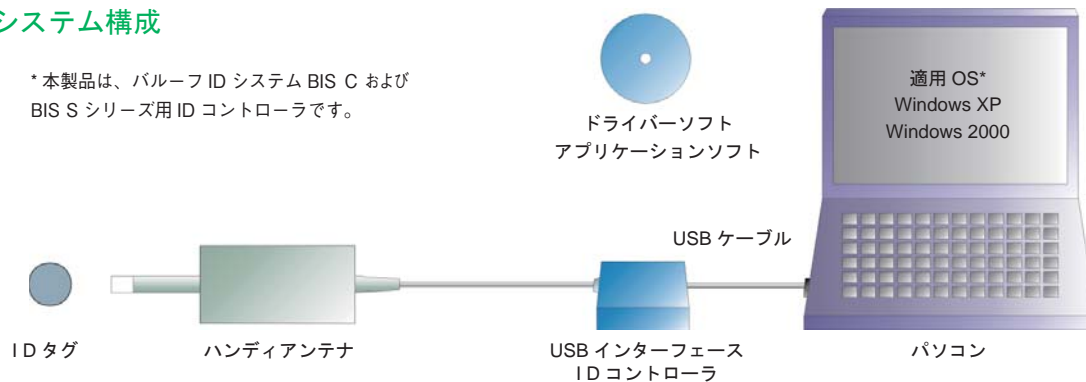 システム構成
* 本製品は、バルーフ ID システム BIS C および
BIS S シリーズ用 ID コントローラです。
ドライバーソフト
アプリケーションソフト
適用 OS*
Windows XP
Windows 2000
USB ケーブル
I D タグ
ハンディアンテナ
USB インターフェース
I D コントローラ
パソコン